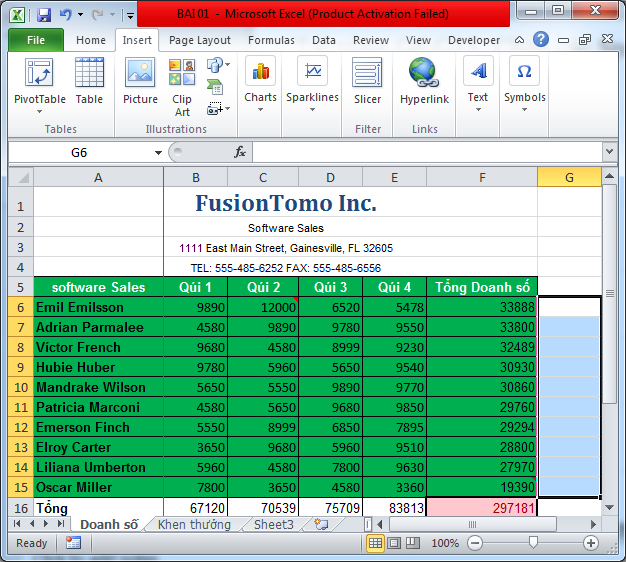 BAI 01 - Microsoft Excel (Product Activation Failed)
File Home Insert Page Layout Formulas Data Review View Developer
PivotTable Table Picture Clip Art Charts Sparklines Slicer Hyperlink Text Symbols
Tables Illustrations Filter Links
G6 fx
A B C D E F G
1 FusionTomo Inc.
2 Software Sales
3 1111 East Main Street, Gainesville, FL 32605
4 TEL: 555-485-6252 FAX: 555-485-6556
5 software Sales Qúi 1 Qúi 2 Qúi 3 Qúi 4 Tổng Doanh số
6 Emil Emilsson 9890 12000 6520 5478 33888
7 Adrian Parmalee 4580 9890 9780 9550 33800
8 Victor French 9680 4580 8999 9230 32489
9 Hubie Huber 9780 5960 5650 9540 30930
10 Mandrake Wilson 5650 5550 9890 9770 30860
11 Patricia Marconi 4580 5650 9680 9850 29760
12 Emerson Finch 5550 8999 6850 7895 29294
13 Elroy Carter 3650 9680 5960 9510 28800
14 Liliana Umberton 5960 4580 7800 9630 27970
15 Oscar Miller 7800 3650 4580 3360 19390
16 Tổng 67120 70539 75709 83813 297181
Doanh số Khen thưởng Sheet3
Ready 100%